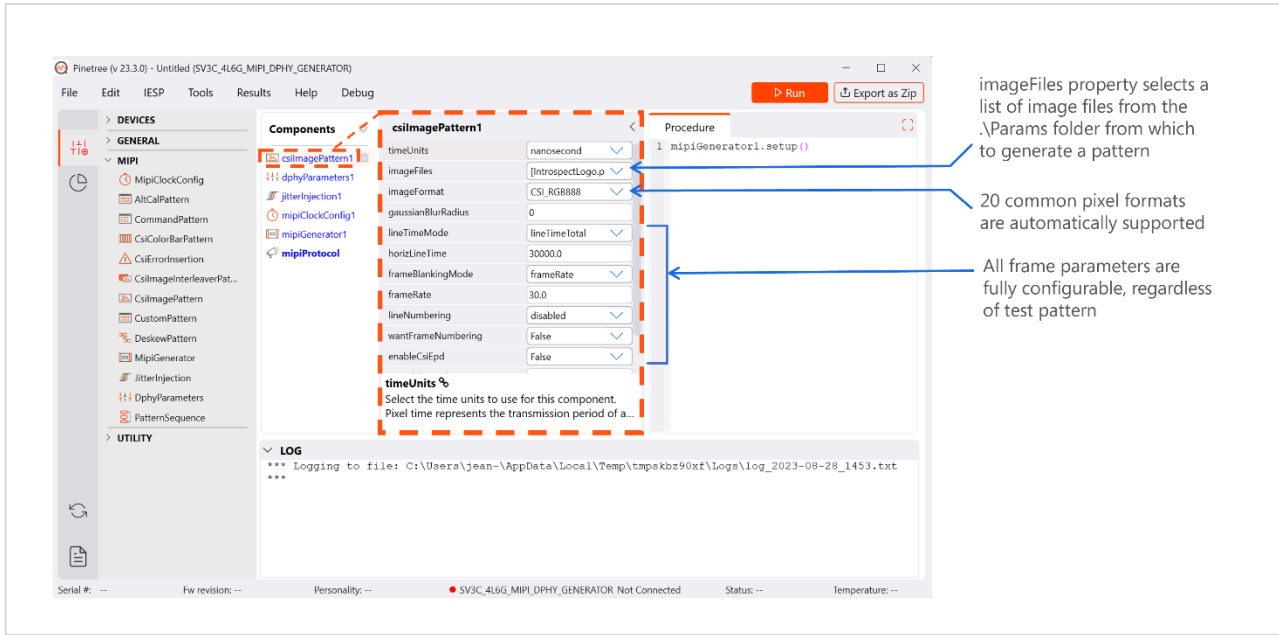 Pinetree (v 23.3.0) - Untitled (SV3C_4L6G_MIPI_DPHY_GENERATOR)
File Edit IESP Tools Results Help Debug
Run
Export as Zip
DEVICES
GENERAL
MIPI
MipiClockConfig
AltCalPattern
CommandPattern
CsiColorBarPattern
CsiErrorInsertion
CsiImageInterleaverPat...
CsiImagePattern
CustomPattern
DeskewPattern
MipiGenerator
JitterInjection
DphyParameters
PatternSequence
UTILITY
Components
csiImagePattern1
dphyParameters1
jitterInjection1
mipiClockConfig1
mipiGenerator1
mipiProtocol
csiImagePattern1
timeUnits nanosecond
imageFiles [IntrospectLogo.p
imageFormat CSI_RGB888
gaussianBlurRadius 0
lineTimeMode lineTimeTotal
horizLineTime 30000.0
frameBlankingMode frameRate
frameRate 30.0
lineNumbering disabled
wantFrameNumbering False
enableCsiEpd False
timeUnits
Select the time units to use for this component.
Pixel time represents the transmission period of a...
Procedure
1 mipiGenerator1.setup()
LOG
*** Logging to file: C:\Users\jean-\AppData\Local\Temp\tmpskbz90xf\Logs\log_2023-08-28_1453.txt
***
Serial #: -- Fw revision: -- Personality: -- SV3C_4L6G_MIPI_DPHY_GENERATOR Not Connected Status: -- Temperature: --
imageFiles property selects a
list of image files from the
.\Params folder from which
to generate a pattern
20 common pixel formats
are automatically supported
All frame parameters are
fully configurable, regardless
of test pattern